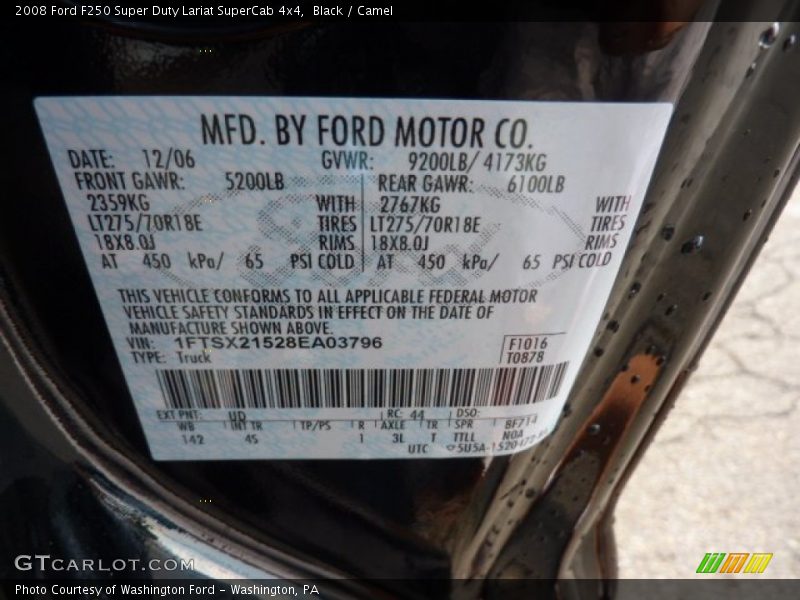 2008 Ford F250 Super Duty Lariat SuperCab 4x4, Black / Camel
MFD. BY FORD MOTOR CO.
DATE: 12/06 GVWR: 9200LB/ 4173KG
FRONT GAWR: 5200LB REAR GAWR: 6100LB
2359KG WITH 2767KG WITH
LT275/70R18E TIRES LT275/70R18E TIRES
18X8.0J RIMS 18X8.0J RIMS
AT 450 kPa/ 65 PSI COLD AT 450 kPa/ 65 PSI COLD
THIS VEHICLE CONFORMS TO ALL APPLICABLE FEDERAL MOTOR
VEHICLE SAFETY STANDARDS IN EFFECT ON THE DATE OF
MANUFACTURE SHOWN ABOVE.
VIN: 1FTSX21528EA03796 F1016
TYPE: Truck T0878
EXT PNT: UD RC: 44 DSO:
WB INT TR TP/PS R AXLE TR SPR 8F714
142 4S 1 3L T TTLL NOA
UTC
GTCARLOT.COM
Photo Courtesy of Washington Ford - Washington, PA